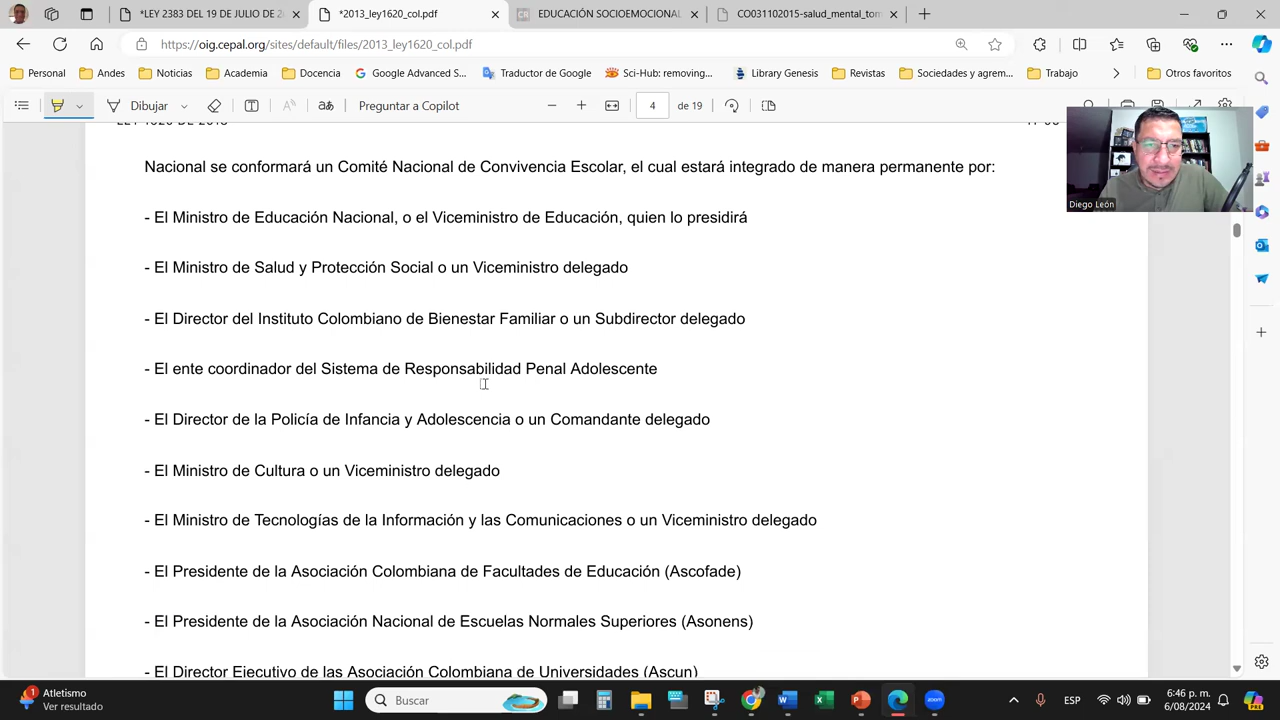 *LEY 2383 DEL 19 DE JULIO DE 2
*2013_ley1620_col.pdf
EDUCACIÓN SOCIOEMOCIONAL
CO031102015-salud_mental_tom
https://oig.cepal.org/sites/default/files/2013_ley1620_col.pdf
Personal
Andes
Noticias
Academia
Docencia
Google Advanced S...
Traductor de Google
Sci-Hub: removing...
Library Genesis
Revistas
Sociedades y agrem...
Trabajo
Otros favoritos
Dibujar
Preguntar a Copilot
4
de 19
Nacional se conformará un Comité Nacional de Convivencia Escolar, el cual estará integrado de manera permanente por:
- El Ministro de Educación Nacional, o el Viceministro de Educación, quien lo presidirá
- El Ministro de Salud y Protección Social o un Viceministro delegado
- El Director del Instituto Colombiano de Bienestar Familiar o un Subdirector delegado
- El ente coordinador del Sistema de Responsabilidad Penal Adolescente
- El Director de la Policía de Infancia y Adolescencia o un Comandante delegado
- El Ministro de Cultura o un Viceministro delegado
- El Ministro de Tecnologías de la Información y las Comunicaciones o un Viceministro delegado
- El Presidente de la Asociación Colombiana de Facultades de Educación (Ascofade)
- El Presidente de la Asociación Nacional de Escuelas Normales Superiores (Asonens)
- El Director Ejecutivo de las Asociación Colombiana de Universidades (Ascun)
Diego León
1
Atletismo
Ver resultado
Buscar
ESP
6:46 p. m.
6/08/2024